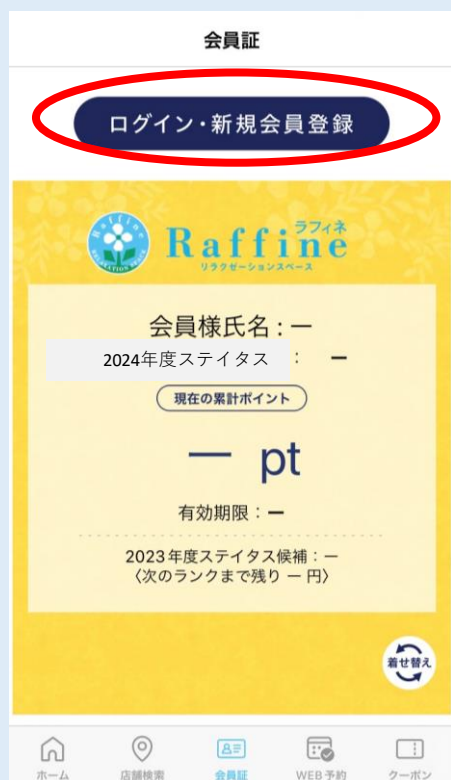 会員証
ログイン・新規会員登録
Raffine
RELAXATION SPACE
ラフィネ
Raffine
リラクゼーションスペース
会員様氏名：ー
2024年度ステイタス ： ー
現在の累計ポイント
ー pt
有効期限：ー
2023年度ステイタス候補：ー
〈次のランクまで残り ー 円〉
着せ替え
ホーム 店舗検索 会員証 WEB予約 クーポン